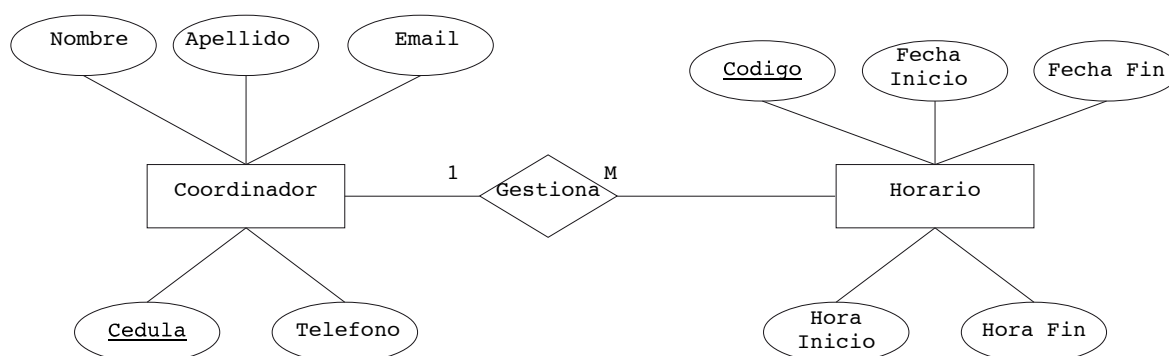 Nombre
Apellido
Email
Codigo
Fecha
Inicio
Fecha Fin
Coordinador
1
Gestiona
M
Horario
Cedula
Telefono
Hora
Inicio
Hora Fin